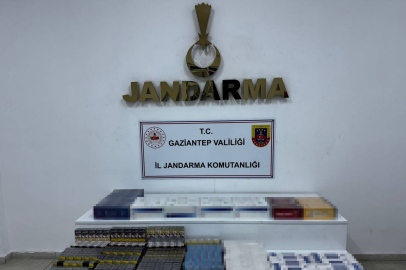 JANDARMA
T.C.
GAZİANTEP VALİLİĞİ
İL JANDARMA KOMUTANLIĞI